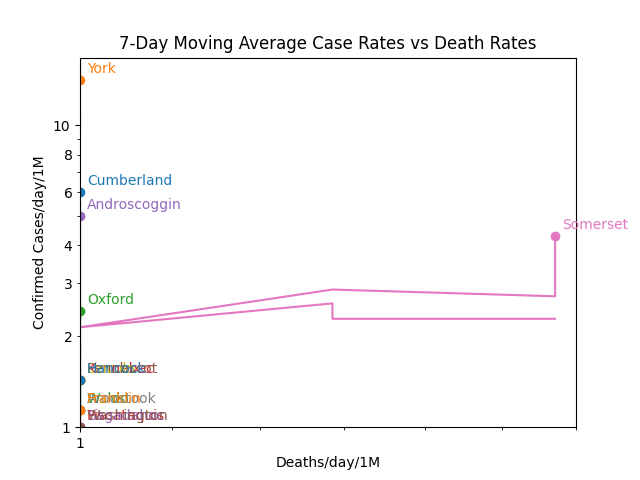 7-Day Moving Average Case Rates vs Death Rates
York
10
8
Cumberland
6
Androscoggin
Somerset
4
3
Oxford
2
1
1
Deaths/day/1M
Confirmed Cases/day/1M